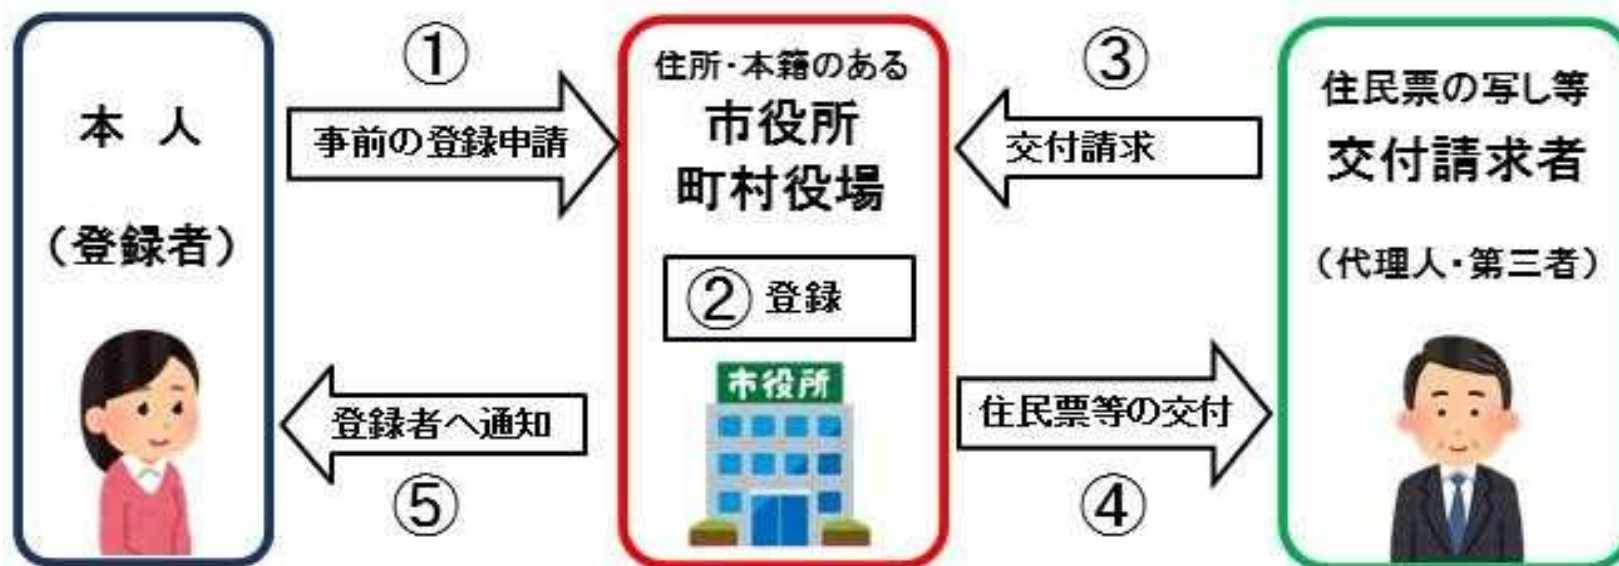 本 人
（登録者）
①
事前の登録申請
住所・本籍のある
市役所
町村役場
② 登録
市役所
③
交付請求
住民票の写し等
交付請求者
（代理人・第三者）
住民票等の交付
④
登録者へ通知
⑤